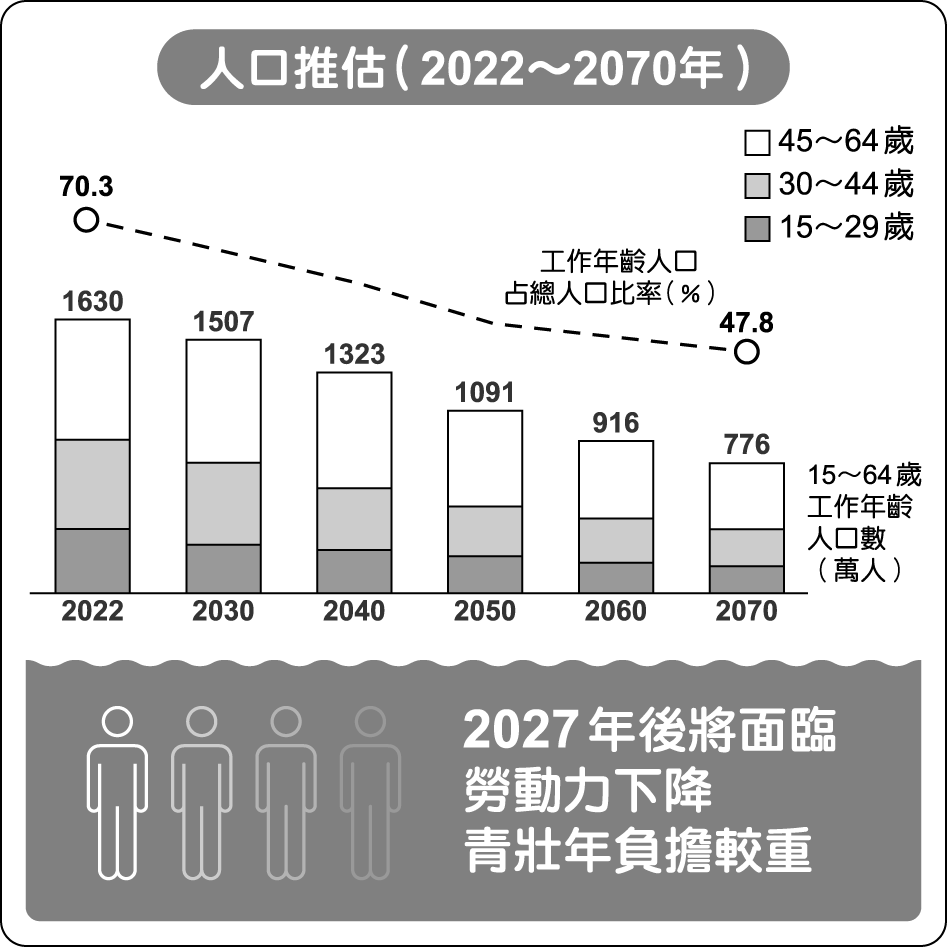 人口推估（2022～2070年）
45～64歲
30～44歲
15～29歲
70.3
工作年齡人口
占總人口比率（％）
47.8
1630
1507
1323
1091
916
776
15～64歲
工作年齡
人口數
（萬人）
2022 2030 2040 2050 2060 2070
2027年後將面臨
勞動力下降
青壯年負擔較重